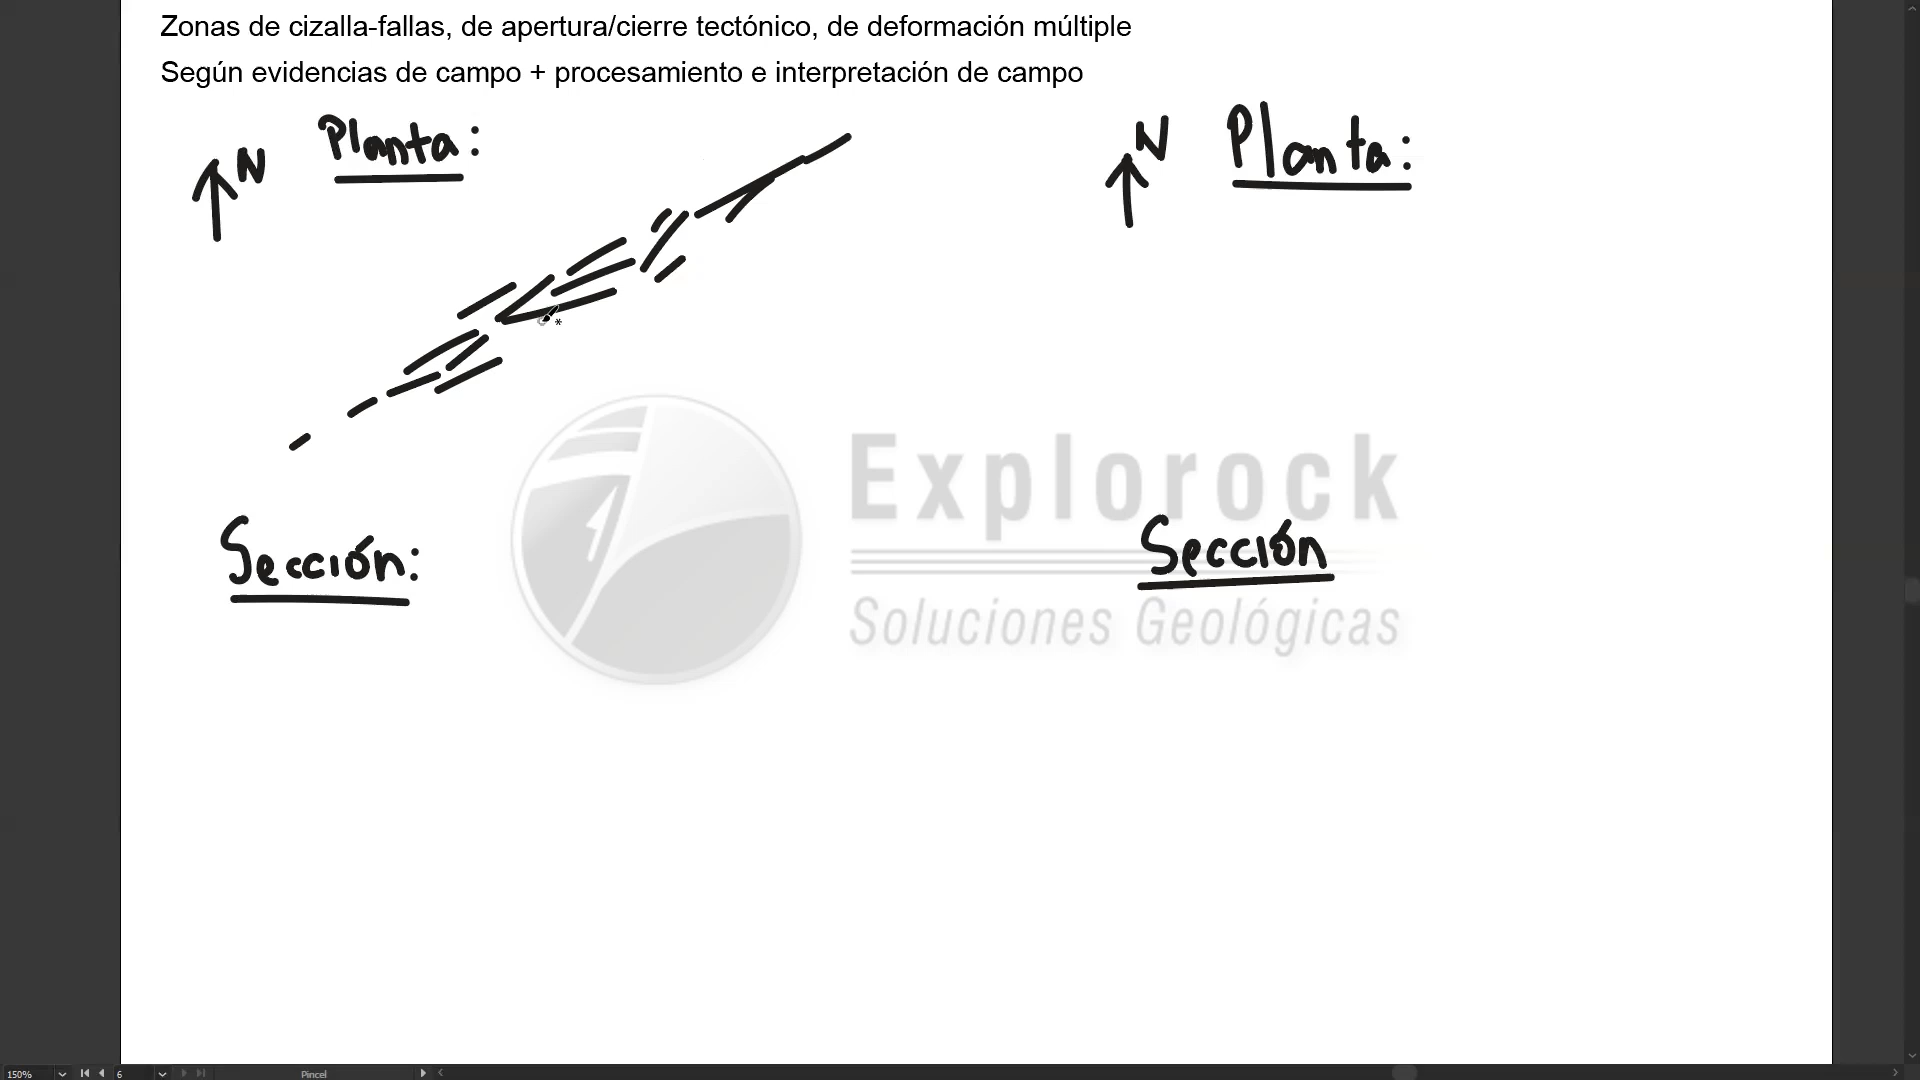 Zonas de cizalla-fallas, de apertura/cierre tectónico, de deformación múltiple
Según evidencias de campo + procesamiento e interpretación de campo
N Planta:
N Planta:
Sección:
Sección
Explorock
Soluciones Geológicas
150%
6
Pincel